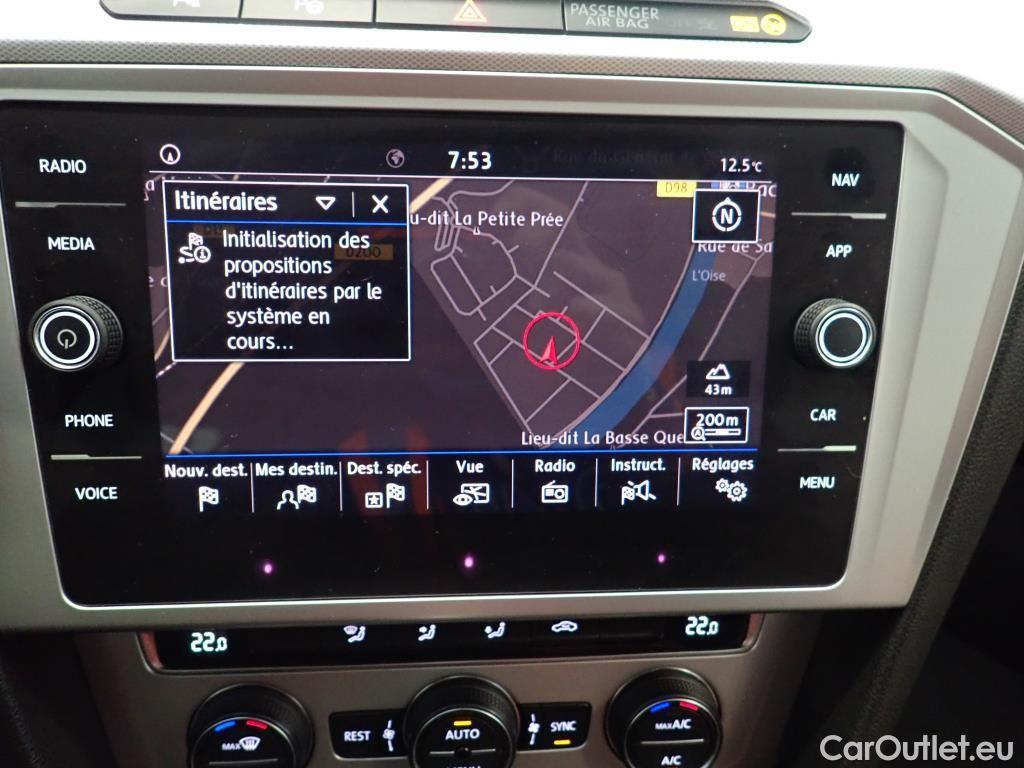 PASSENGER
AIR BAG
RADIO
MEDIA
PHONE
VOICE
7:53
12.5°C
Itinéraires
Initialisation des
propositions
d'itinéraires par le
système en
cours...
D200
u-dit La Petite Prée
D98
N
Rue de Sa
L'Oise
43m
200m
Lieu-dit La Basse Que
Nouv. dest.
Mes destin.
Dest. spéc.
Vue
Radio
Instruct.
Réglages
NAV
APP
CAR
MENU
22.0
22.0
MAX
REST
AUTO
SYNC
MAX A/C
A/C
CarOutlet.eu